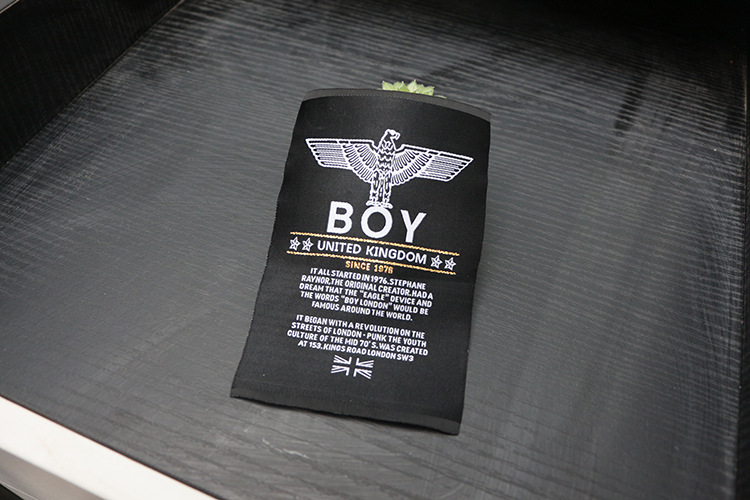 BOY
UNITED KINGDOM
SINCE 1976
IT ALL STARTED IN 1976.STEPHANE
RAYNOR.THE ORIGINAL CREATOR.HAD A
DREAM THAT THE "EAGLE" DEVICE AND
THE WORDS "BOY LONDON" WOULD BE
FAMOUS AROUND THE WORLD.
IT BEGAN WITH A REVOLUTION ON THE
STREETS OF LONDON - PUNK THE YOUTH
CULTURE OF THE MID 70'S. WAS CREATED
AT 153. KINGS ROAD LONDON SW3